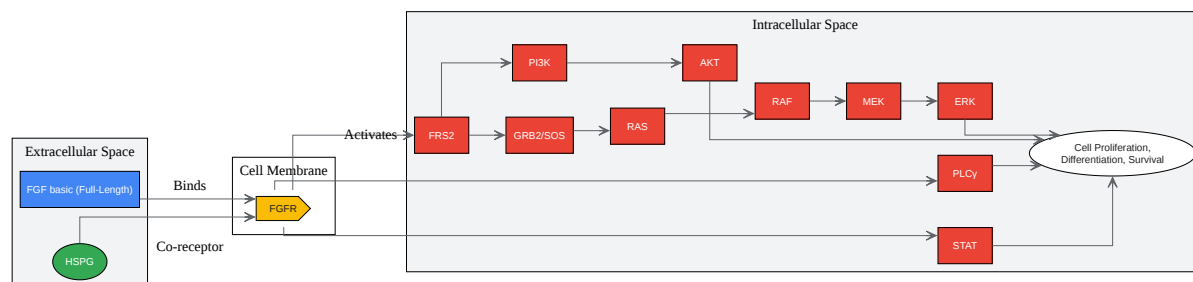 Intracellular Space
PI3K
AKT
RAF
MEK
ERK
Activates
FRS2
GRB2/SOS
RAS
Extracellular Space
Cell Membrane
Cell Proliferation,
Differentiation, Survival
FGF basic (Full-Length)
Binds
FGFR
PLCγ
HSPG
Co-receptor
STAT